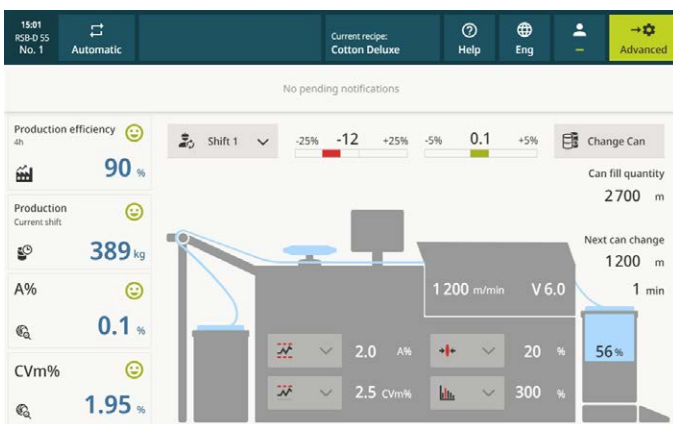 15:01
RSB-D 55
No. 1
Automatic
Current recipe:
Cotton Deluxe
Help
Eng
–
Advanced
No pending notifications
Production efficiency
4h
90 %
Production
Current shift
389 kg
A%
0.1 %
CVm%
1.95 %
Shift 1
-25% -12 +25%
-5% 0.1 +5%
Change Can
Can fill quantity
2700 m
Next can change
1200 m
1 min
1200 m/min V 6.0
2.0 A%
20 %
2.5 CVm%
300 %
56%